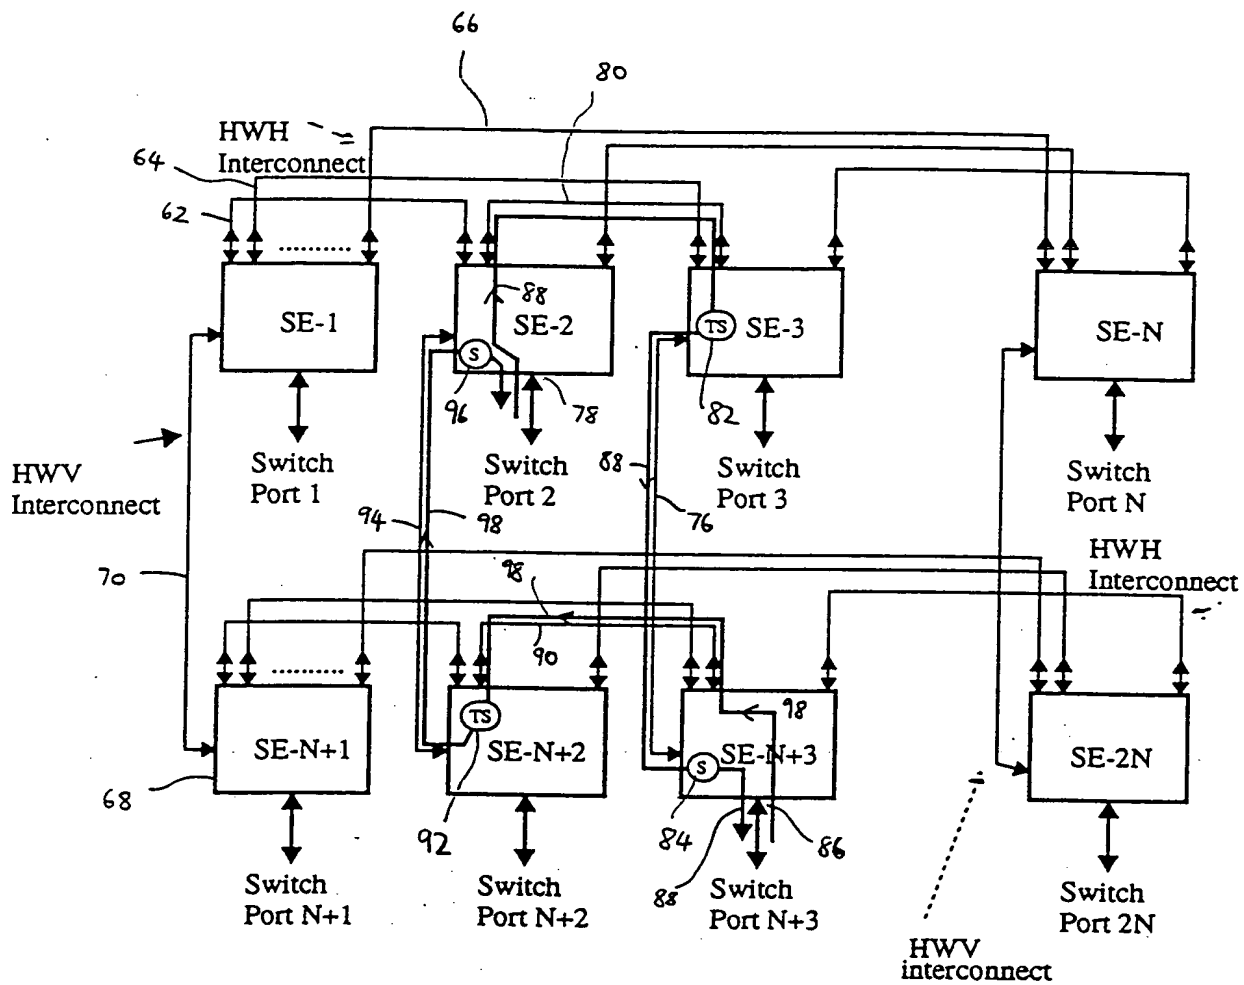 66
80
HWH
Interconnect
64
62
88
SE-1
SE-2
TS
SE-3
SE-N
S
96
78
82
Switch
Port 1
Switch
Port 2
88
Switch
Port 3
Switch
Port N
HWV
Interconnect
94
98
76
HWH
Interconnect
70
98
90
TS
98
SE-N+1
SE-N+2
SE-N+3
SE-2N
S
68
92
84
86
88
Switch
Port N+1
Switch
Port N+2
Switch
Port N+3
Switch
Port 2N
HWV
interconnect